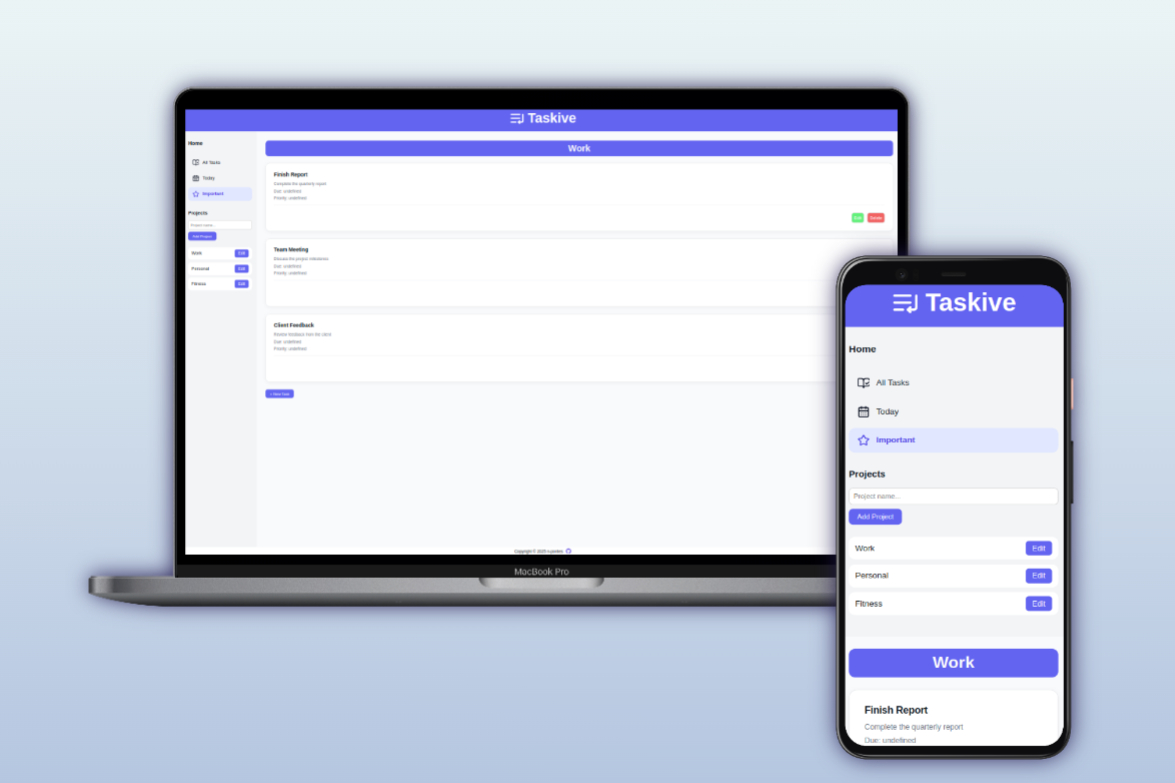 Taskive
Home
All Tasks
Today
Important
Projects
Project name...
Add Project
Work Edit
Personal Edit
Fitness Edit
Work
Finish Report
Complete the quarterly report
Due: undefined
Priority: undefined
Edit Delete
Team Meeting
Discuss the project milestones
Due: undefined
Priority: undefined
Client Feedback
Review feedback from the client
Due: undefined
Priority: undefined
+ New Task
Copyright © 2025
MacBook Pro
Taskive
Home
All Tasks
Today
Important
Projects
Project name...
Add Project
Work Edit
Personal Edit
Fitness Edit
Work
Finish Report
Complete the quarterly report
Due: undefined